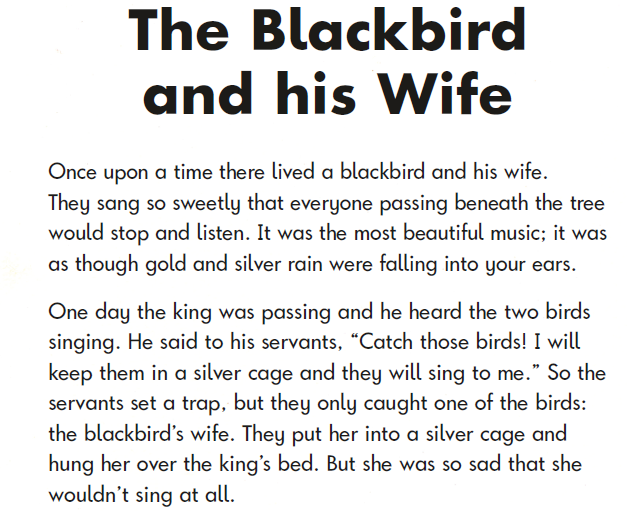 The Blackbird
and his Wife
Once upon a time there lived a blackbird and his wife.
They sang so sweetly that everyone passing beneath the tree
would stop and listen. It was the most beautiful music; it was
as though gold and silver rain were falling into your ears.
One day the king was passing and he heard the two birds
singing. He said to his servants, “Catch those birds! I will
keep them in a silver cage and they will sing to me.” So the
servants set a trap, but they only caught one of the birds:
the blackbird’s wife. They put her into a silver cage and
hung her over the king’s bed. But she was so sad that she
wouldn’t sing at all.